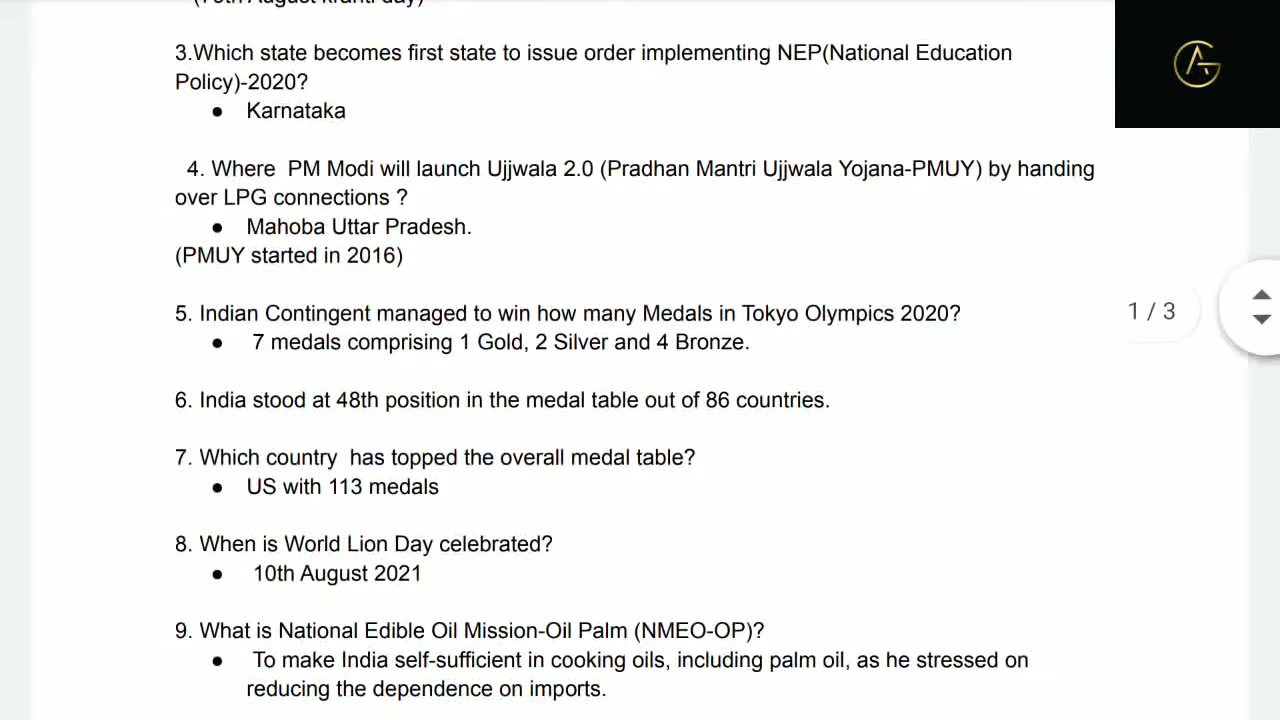 (10th August kranti day)
3.Which state becomes first state to issue order implementing NEP(National Education
Policy)-2020?
● Karnataka
4. Where PM Modi will launch Ujjwala 2.0 (Pradhan Mantri Ujjwala Yojana-PMUY) by handing
over LPG connections ?
● Mahoba Uttar Pradesh.
(PMUY started in 2016)
5. Indian Contingent managed to win how many Medals in Tokyo Olympics 2020?
● 7 medals comprising 1 Gold, 2 Silver and 4 Bronze.
1 / 3
6. India stood at 48th position in the medal table out of 86 countries.
7. Which country has topped the overall medal table?
● US with 113 medals
8. When is World Lion Day celebrated?
● 10th August 2021
9. What is National Edible Oil Mission-Oil Palm (NMEO-OP)?
● To make India self-sufficient in cooking oils, including palm oil, as he stressed on
reducing the dependence on imports.